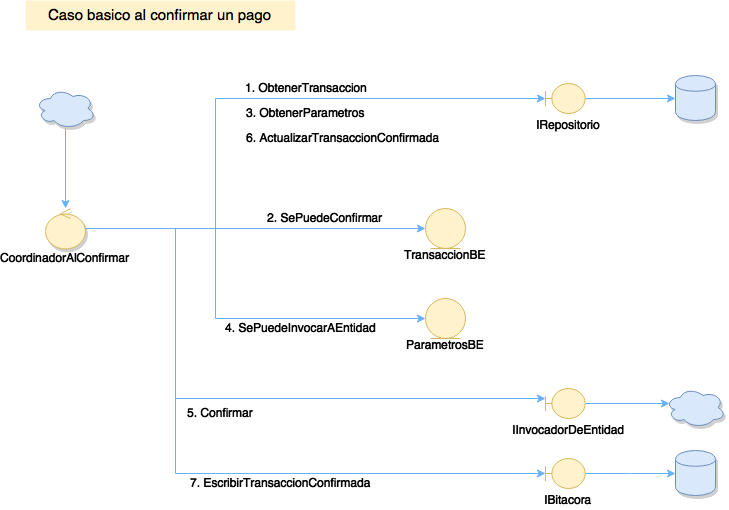 Caso basico al confirmar un pago
1. ObtenerTransaccion
3. ObtenerParametros
IRepositorio
6. ActualizarTransaccionConfirmada
2. SePuedeConfirmar
CoordinadorAlConfirmar
TransaccionBE
4. SePuedeInvocarAEntidad
ParametrosBE
5. Confirmar
IInvocadorDeEntidad
7. EscribirTransaccionConfirmada
IBitacora